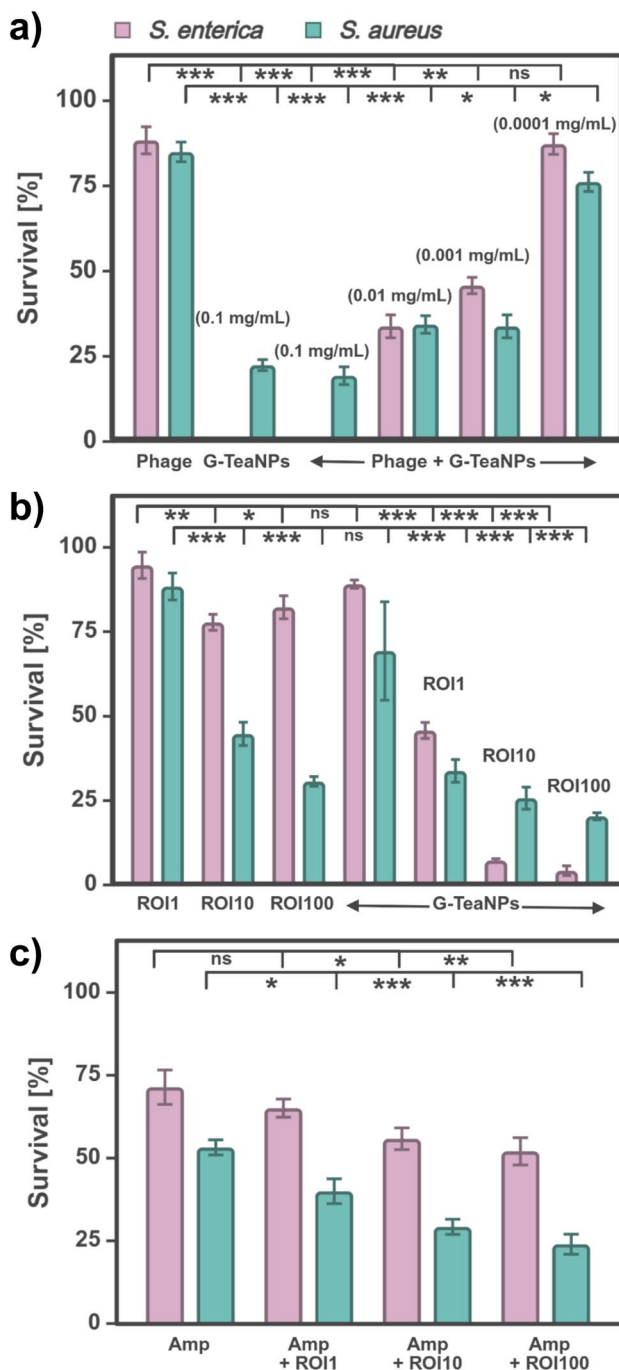 a)
S. enterica S. aureus
*** *** *** ** ns
*** *** *** * *
Survival [%]
100
75
50
25
0
(0.1 mg/mL)
(0.1 mg/mL)
(0.01 mg/mL)
(0.001 mg/mL)
(0.0001 mg/mL)
Phage G-TeaNPs Phage + G-TeaNPs
b)
** * ns *** *** ***
*** *** ns *** *** ***
Survival [%]
100
75
50
25
0
ROI1
ROI10
ROI100
ROI1 ROI10 ROI100 G-TeaNPs
c)
ns * **
* *** ***
Survival [%]
100
75
50
25
0
Amp Amp Amp Amp
+ ROI1 + ROI10 + ROI100